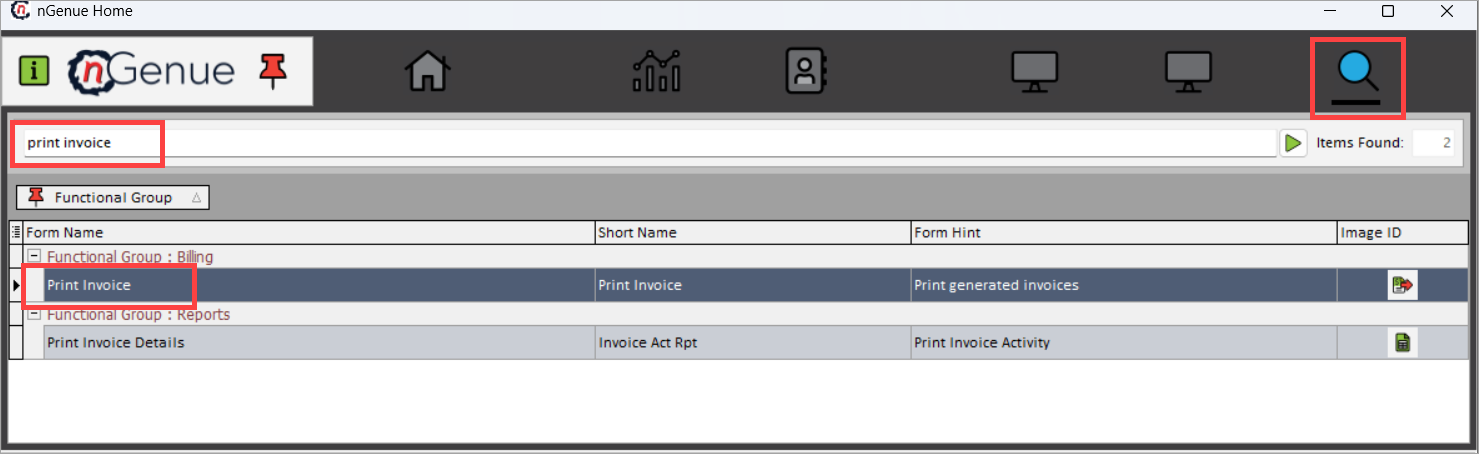 nGenue Home
i nGenue
print invoice Items Found: 2
Functional Group
Form Name Short Name Form Hint Image ID
Functional Group : Billing
Print Invoice Print Invoice Print generated invoices
Functional Group : Reports
Print Invoice Details Invoice Act Rpt Print Invoice Activity